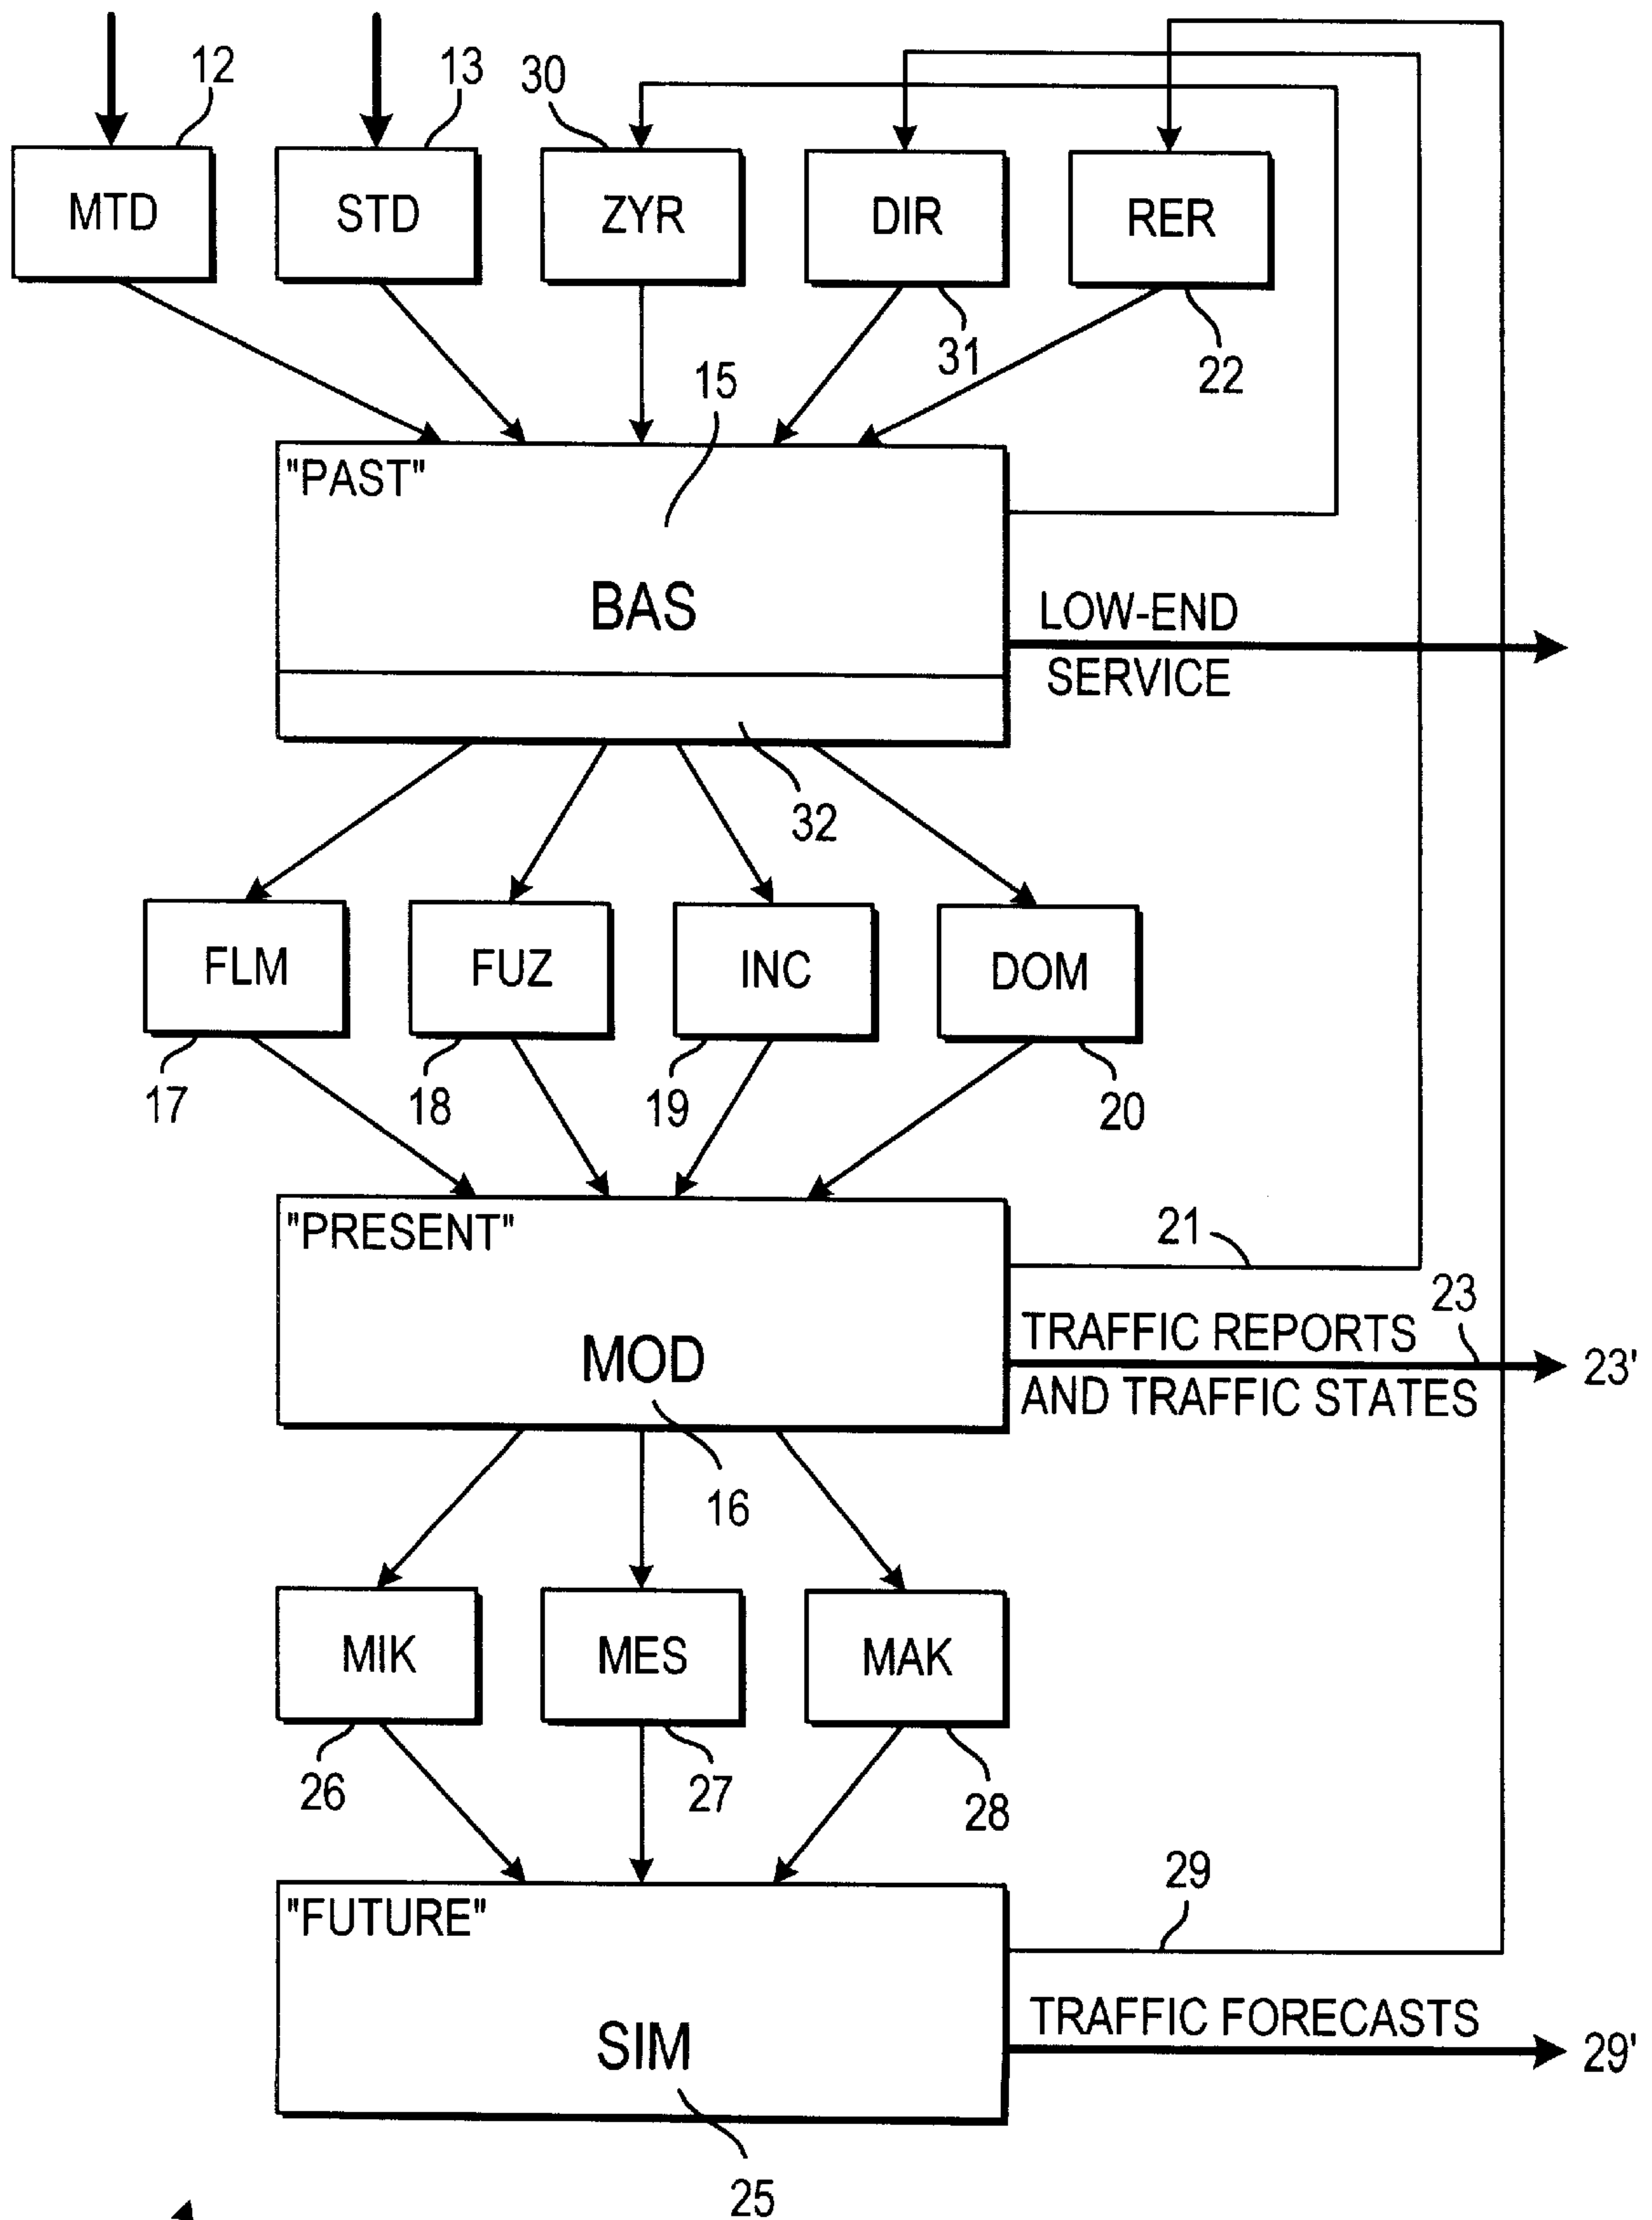 12
13
30
MTD
STD
ZYR
DIR
RER
31
22
15
"PAST"
BAS
LOW-END
SERVICE
32
FLM
FUZ
INC
DOM
17
18
19
20
"PRESENT"
21
23
TRAFFIC REPORTS
MOD
23'
AND TRAFFIC STATES
16
MIK
MES
MAK
26
27
28
29
"FUTURE"
TRAFFIC FORECASTS
SIM
29'
25